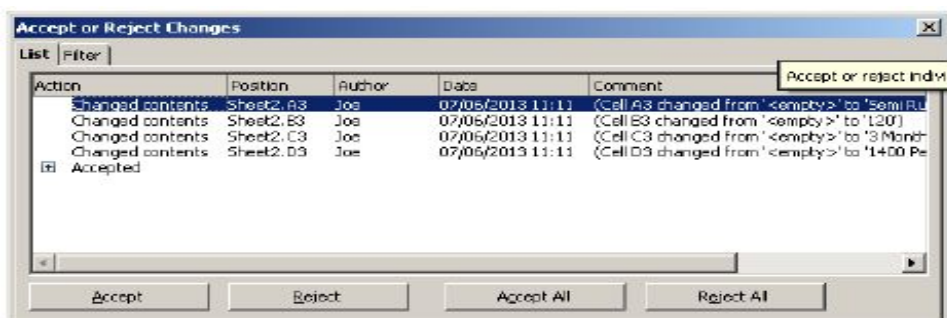 Accept or Reject Changes
List Filter
Accept or reject indivi
Action Position Author Date Comment
Changed contents Sheet2.A3 Joe 07/06/2013 11:11 (Cell A3 changed from '<empty>' to 'Semi Ru
Changed contents Sheet2.B3 Joe 07/06/2013 11:11 (Cell B3 changed from '<empty>' to '120')
Changed contents Sheet2.C3 Joe 07/06/2013 11:11 (Cell C3 changed from '<empty>' to '3 Month
Changed contents Sheet2.D3 Joe 07/06/2013 11:11 (Cell D3 changed from '<empty>' to '1400 Pe
Accepted
Accept Reject Accept All Reject All